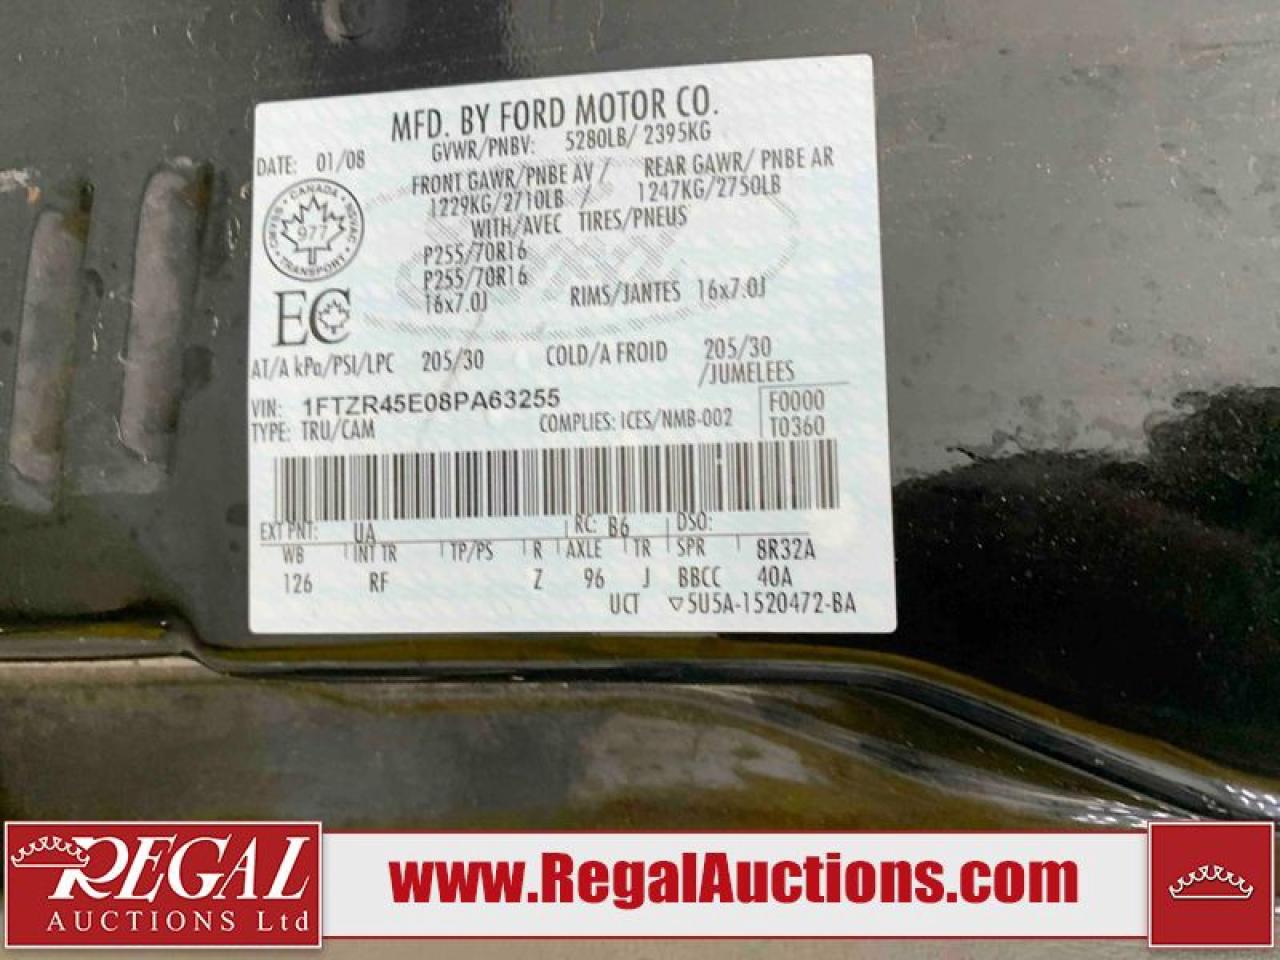 MFD. BY FORD MOTOR CO.
DATE: 01/08
GVWR/PNBV: 5280LB/ 2395KG
FRONT GAWR/PNBE AV / REAR GAWR/ PNBE AR
1229KG/2710LB / 1247KG/2750LB
WITH/AVEC TIRES/PNEUS
P255/70R16
P255/70R16
16x7.0J RIMS/JANTES 16x7.0J
CANADA
977
TRANSPORT
EC
AT/A kPa/PSI/LPC 205/30 COLD/A FROID 205/30
/JUMELEES
VIN: 1FTZR45E08PA63255
F0000
TYPE: TRU/CAM COMPLIES: ICES/NMB-002
T0360
EXT PNT: UA RC: B6 DSO:
WB INT TR TP/PS R AXLE TR SPR 8R32A
126 RF Z 96 J BBCC 40A
UCT ▽5U5A-1520472-BA
REGAL
AUCTIONS Ltd
www.RegalAuctions.com